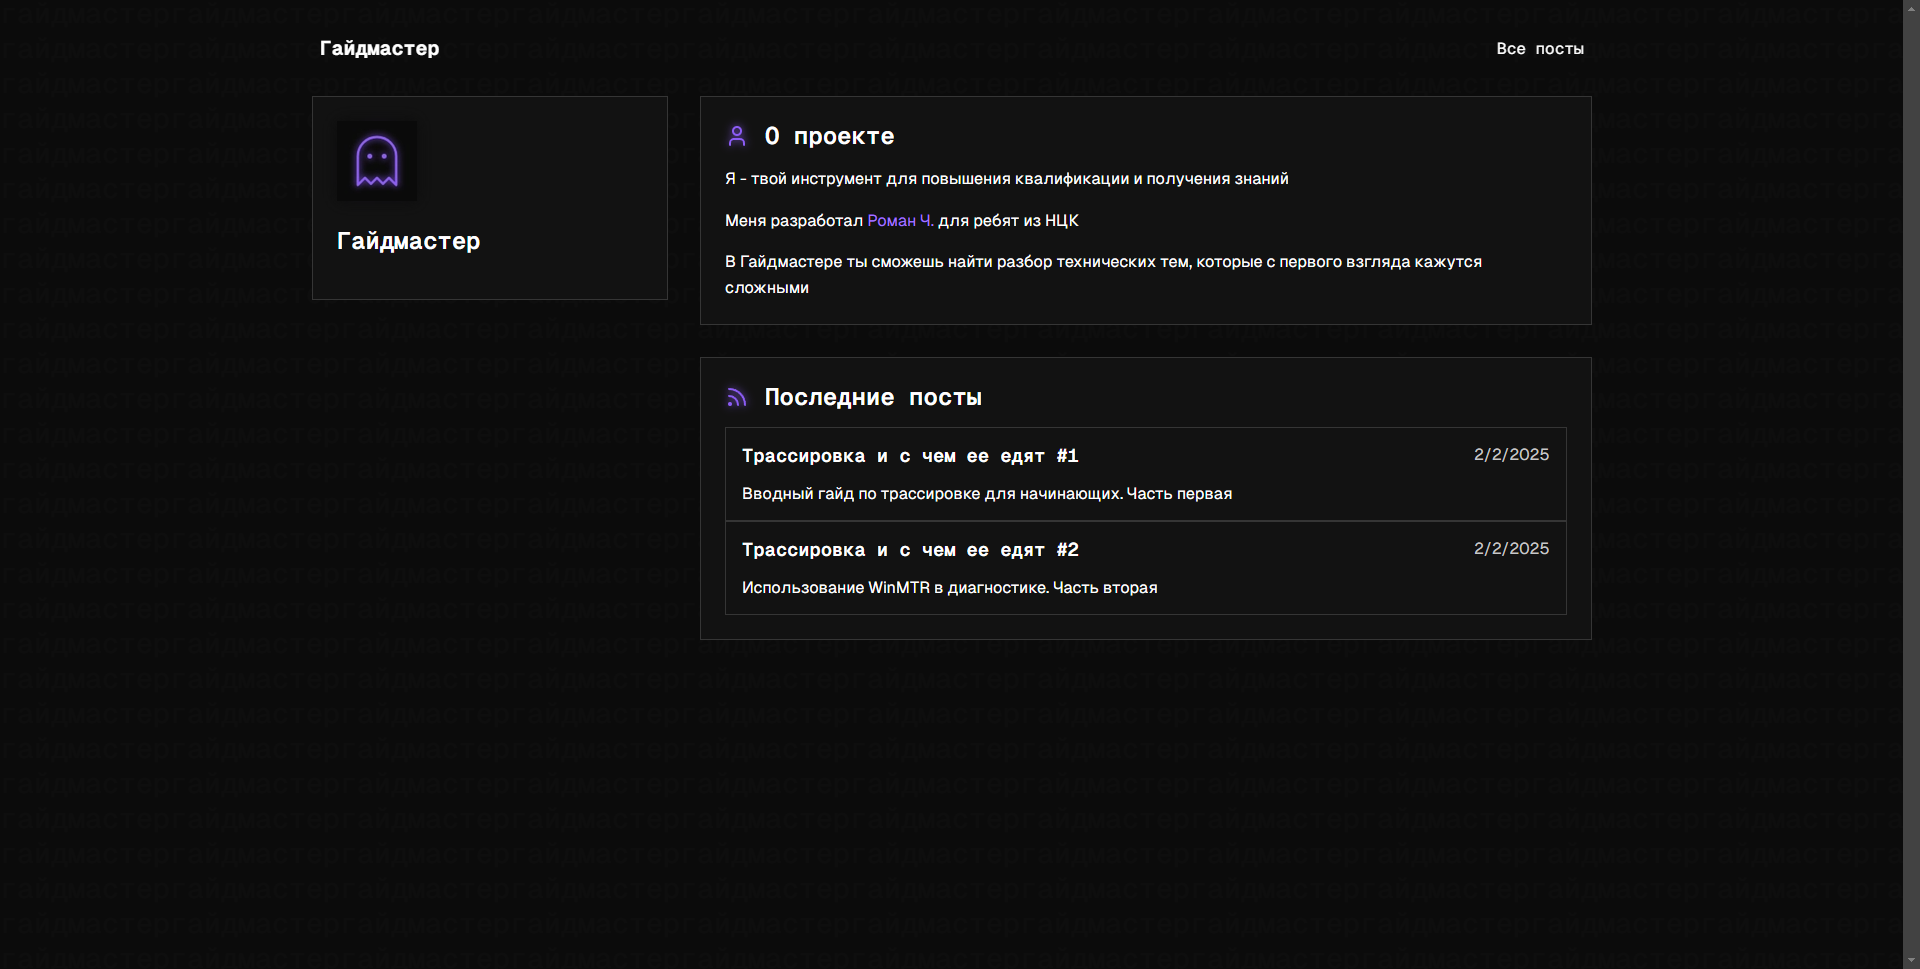 Гайдмастер
Все посты
Гайдмастер
О проекте
Я - твой инструмент для повышения квалификации и получения знаний
Меня разработал Роман Ч. для ребят из НЦК
В Гайдмастере ты сможешь найти разбор технических тем, которые с первого взгляда кажутся
сложными
Последние посты
Трассировка и с чем ее едят #1
2/2/2025
Вводный гайд по трассировке для начинающих. Часть первая
Трассировка и с чем ее едят #2
2/2/2025
Использование WinMTR в диагностике. Часть вторая